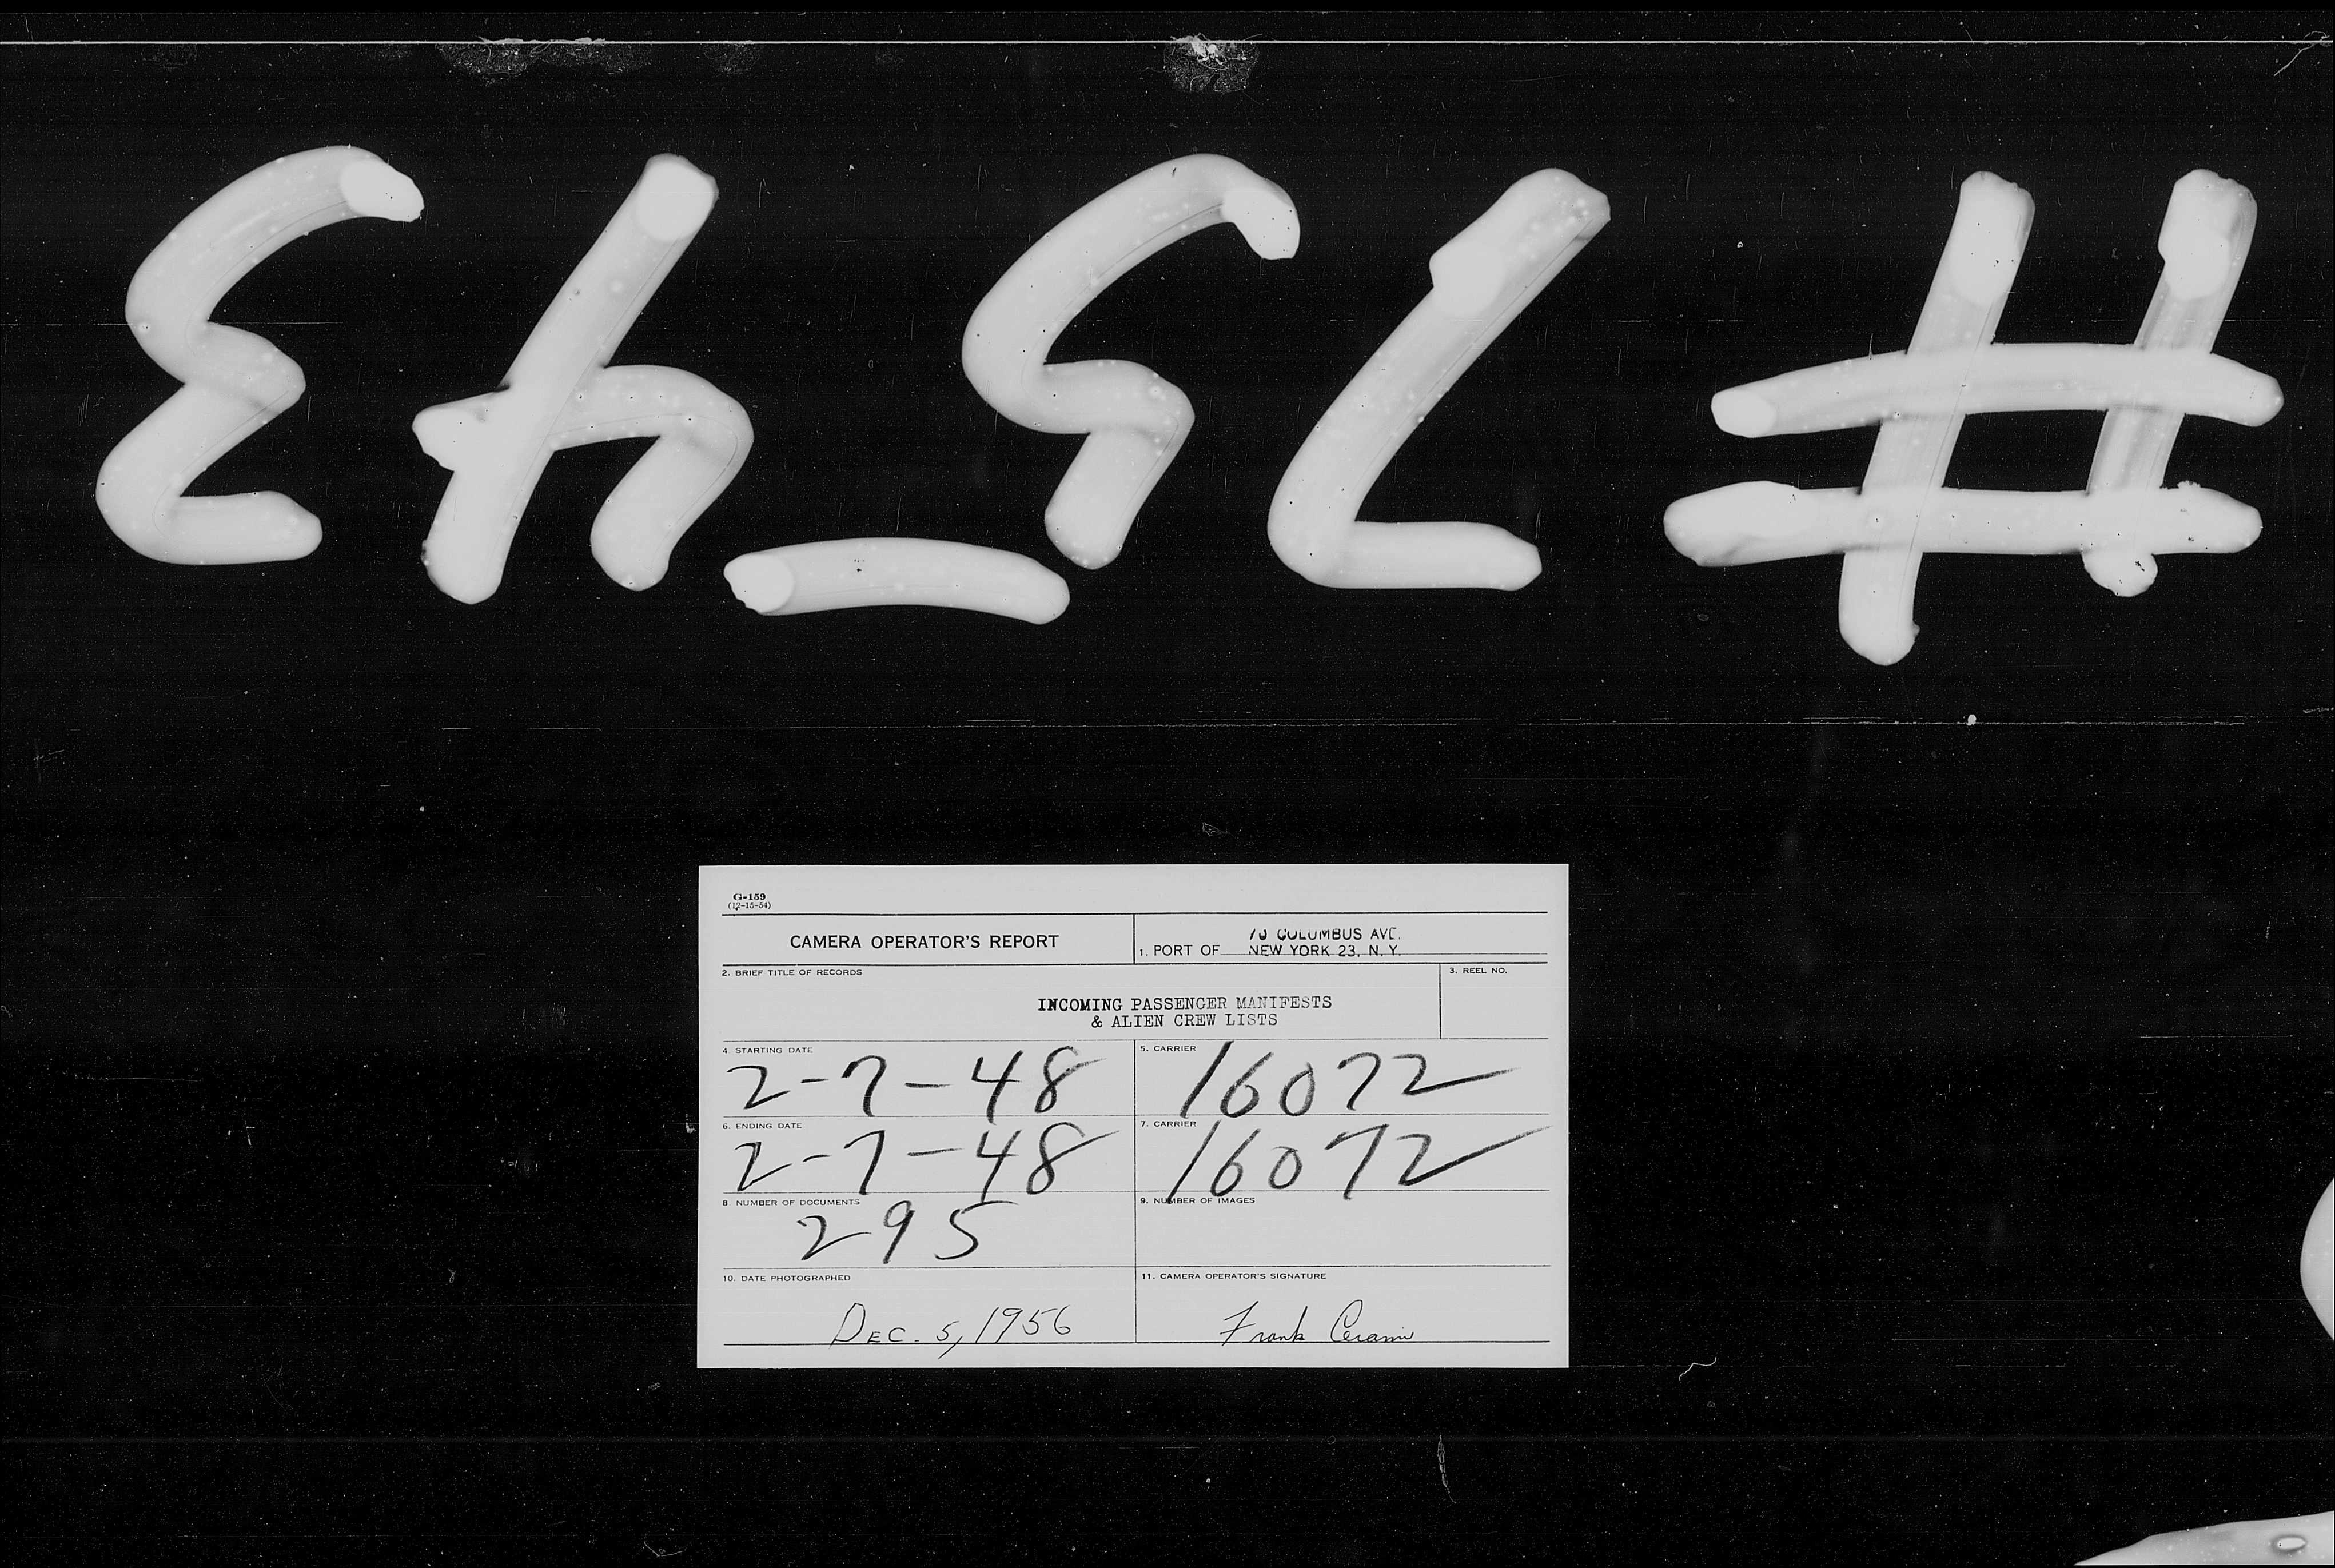 #7543
G-159
(12-15-54)
CAMERA OPERATOR'S REPORT
70 COLUMBUS AVE.
1. PORT OF NEW YORK 23, N. Y.
2. BRIEF TITLE OF RECORDS
3. REEL NO.
INCOMING PASSENGER MANIFESTS
& ALIEN CREW LISTS
4. STARTING DATE
2-7-48
5. CARRIER
16072
6. ENDING DATE
2-7-48
7. CARRIER
16072
8 NUMBER OF DOCUMENTS
295
9. NUMBER OF IMAGES
10. DATE PHOTOGRAPHED
DEC. 5, 1956
11. CAMERA OPERATOR'S SIGNATURE
Frank Cerami